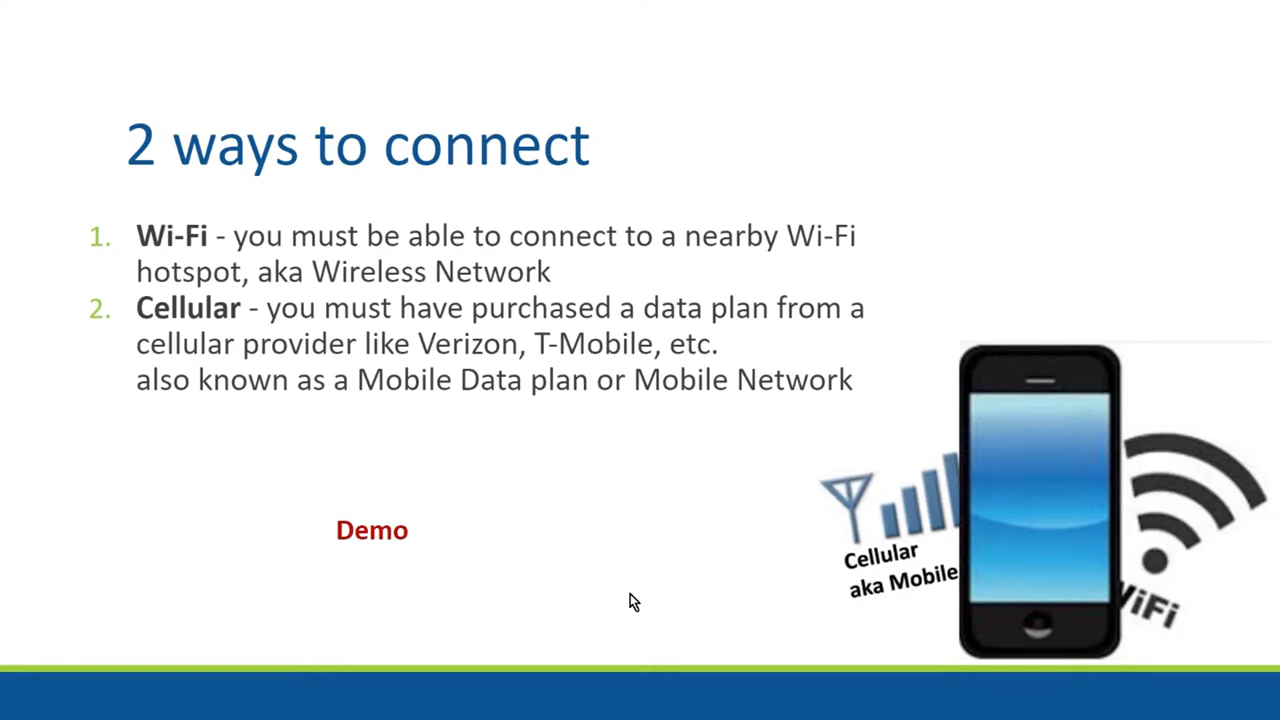 2 ways to connect
1. Wi-Fi - you must be able to connect to a nearby Wi-Fi
hotspot, aka Wireless Network
2. Cellular - you must have purchased a data plan from a
cellular provider like Verizon, T-Mobile, etc.
also known as a Mobile Data plan or Mobile Network
Demo
Cellular
aka Mobile
WiFi